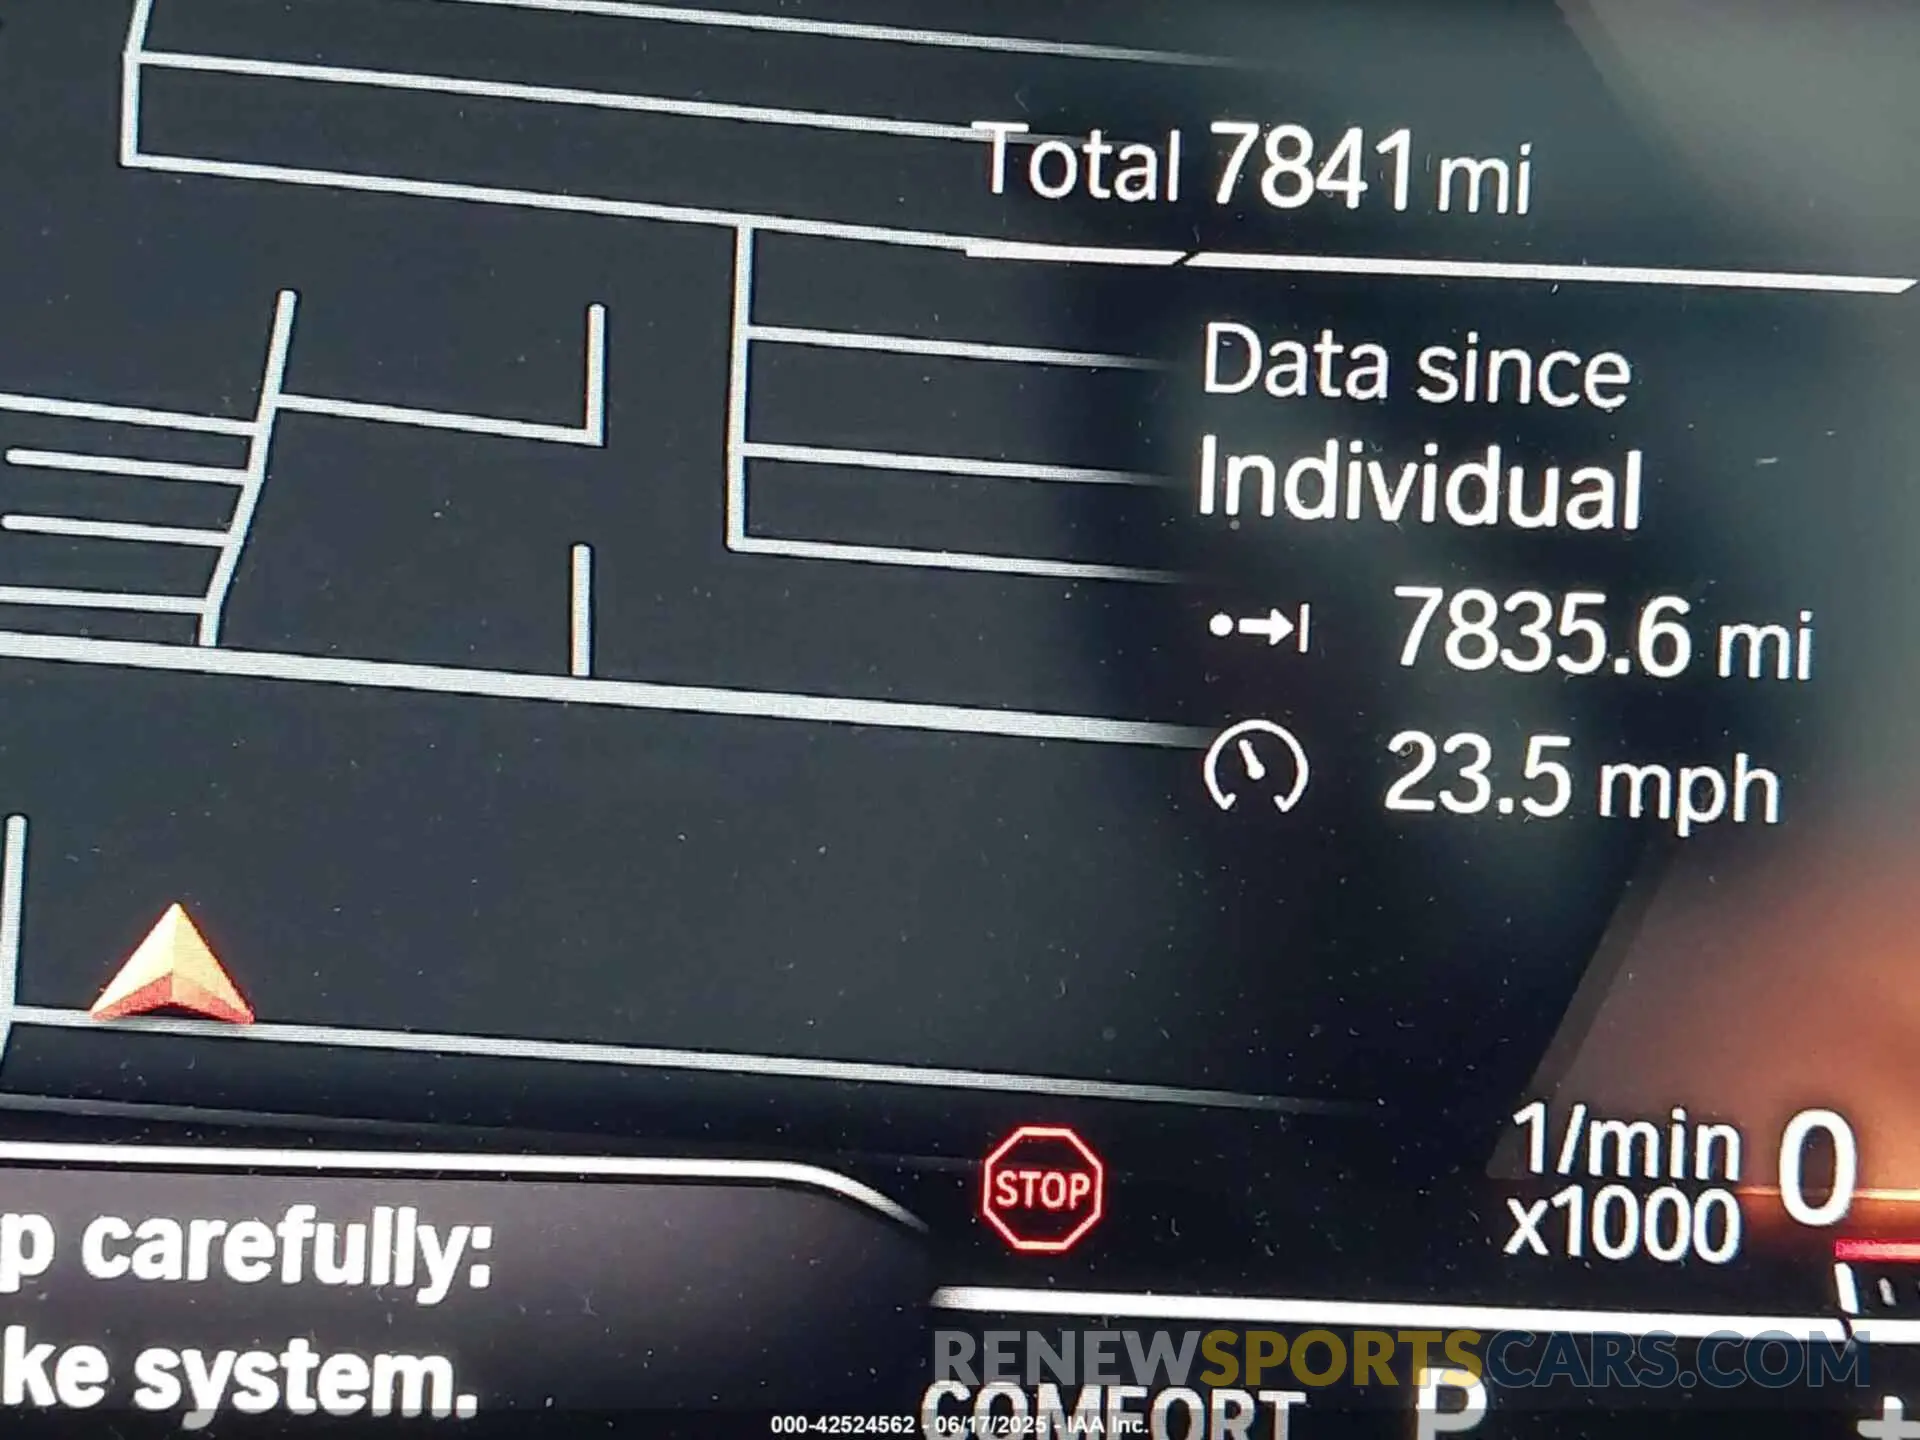 Total 7841 mi
Data since
Individual
7835.6 mi
23.5 mph
STOP
1/min 0
x1000
p carefully:
ke system.
RENEWSPORTSCARS.COM
COMFORT P +
000-42524562 - 06/17/2025 - IAA Inc.